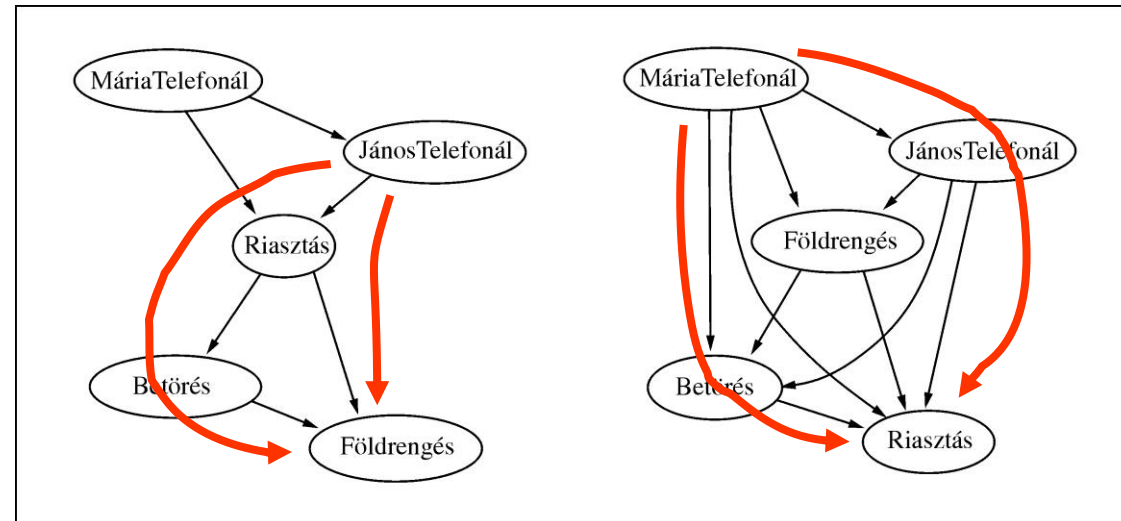 MáriaTelefonál
JánosTelefonál
Riasztás
Betörés
Földrengés
MáriaTelefonál
JánosTelefonál
Földrengés
Betörés
Riasztás